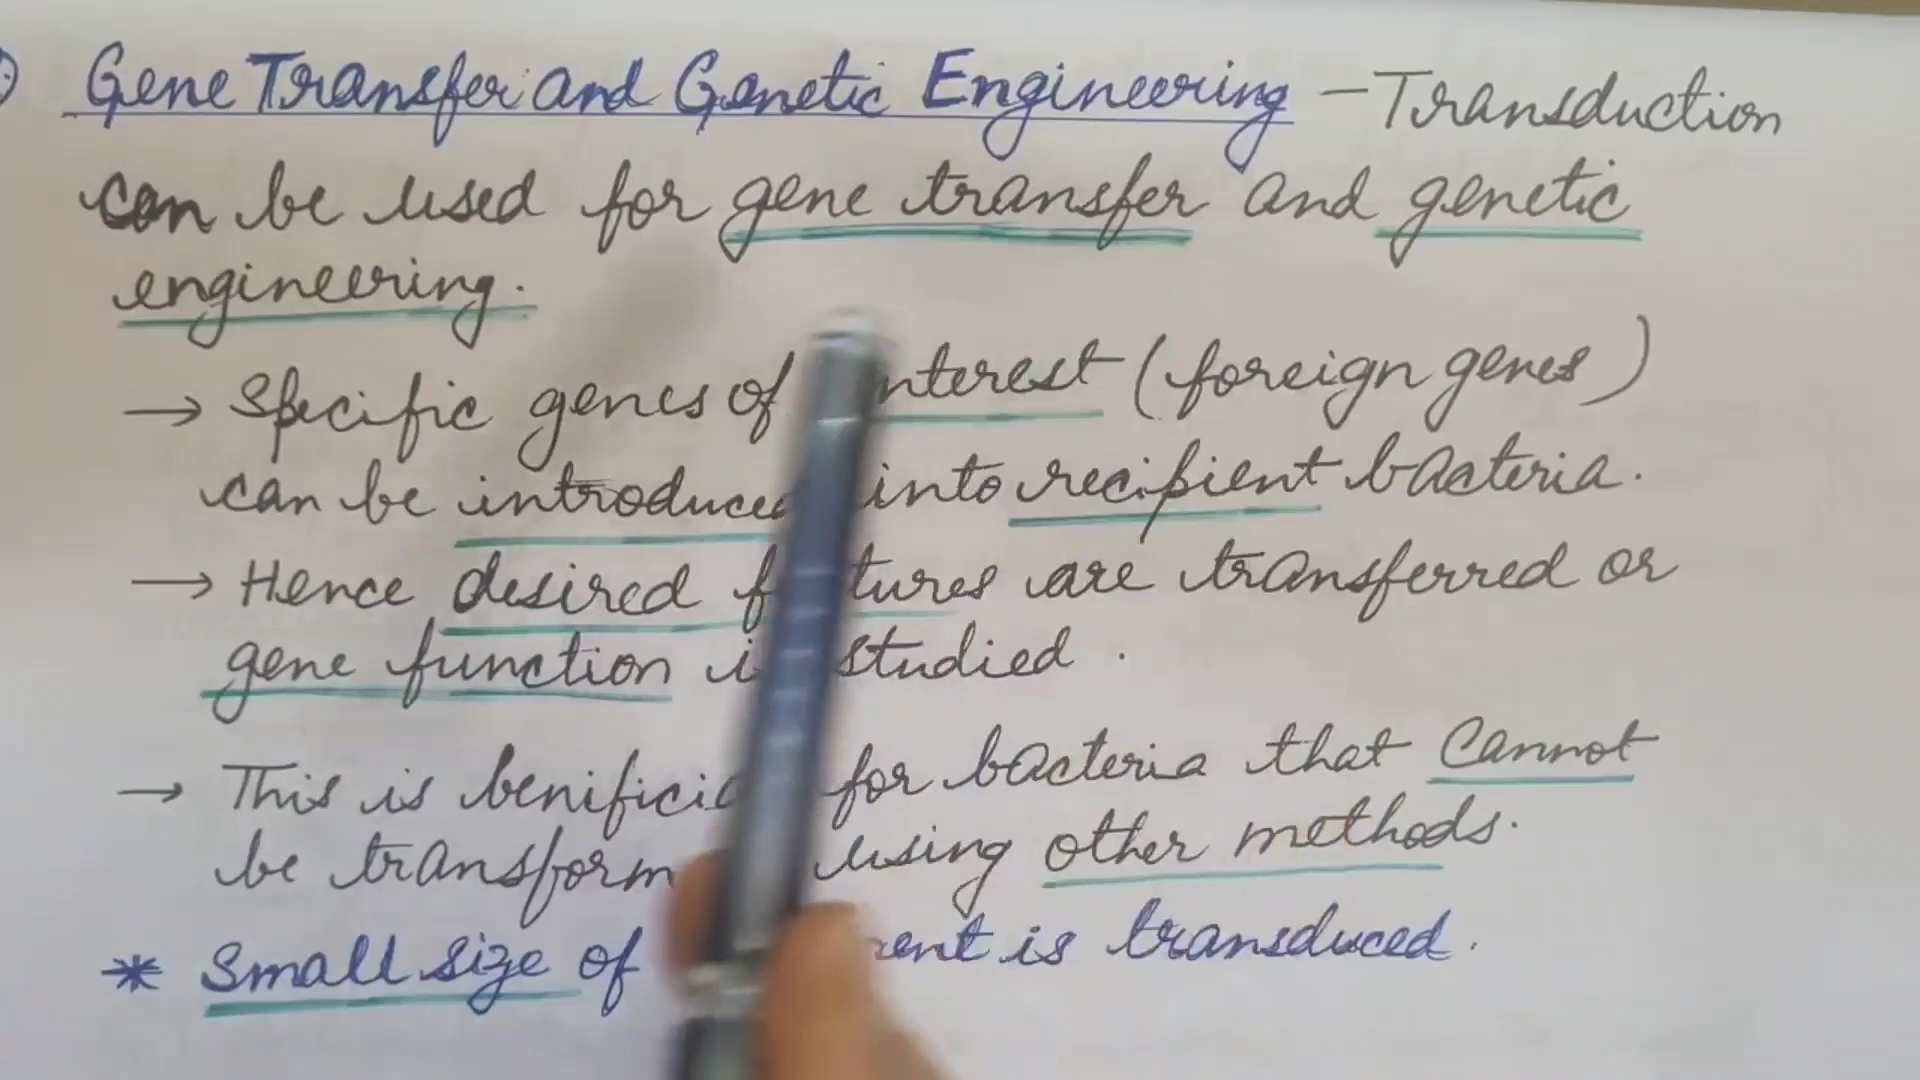 Gene Transfer and Genetic Engineering – Transduction
can be used for gene transfer and genetic
engineering.
→ Specific genes of interest (foreign genes)
can be introduced into recipient bacteria.
→ Hence desired are transferred or
gene function studied.
→ This is for bacteria that cannot
be using other methods.
* Small size of is transduced.